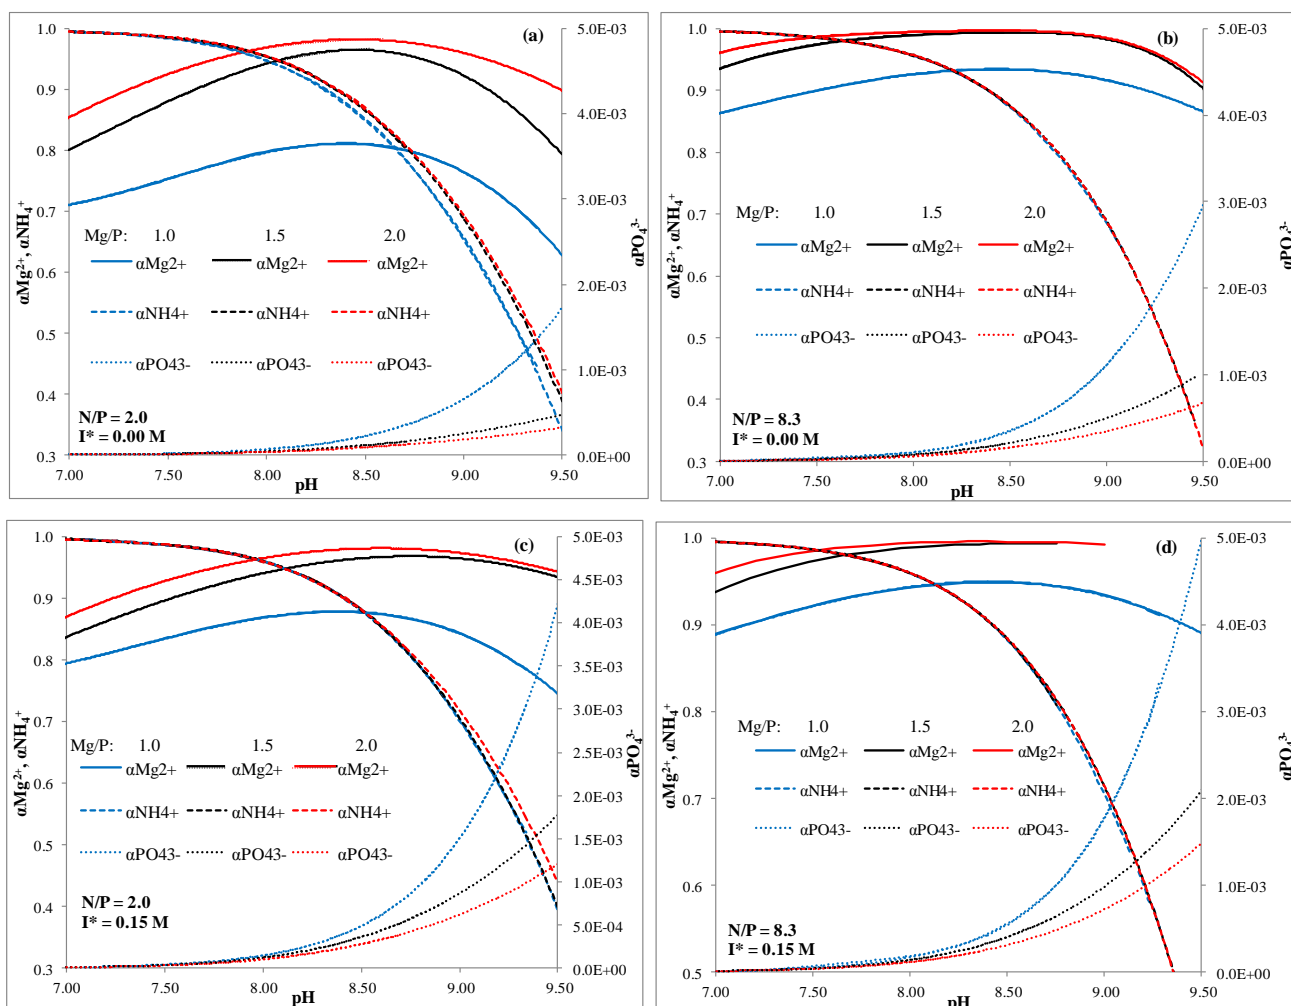 (a)
1.0
0.9
0.8
0.7
0.6
0.5
0.4
0.3
αMg²⁺, αNH₄⁺
5.0E-03
4.0E-03
3.0E-03
2.0E-03
1.0E-03
0.0E+00
αPO₄³⁻
Mg/P: 1.0 1.5 2.0
αMg2+ αMg2+ αMg2+
αNH4+ αNH4+ αNH4+
αPO43- αPO43- αPO43-
N/P = 2.0
I* = 0.00 M
7.00 7.50 8.00 8.50 9.00 9.50
pH
(b)
1.0
0.9
0.8
0.7
0.6
0.5
0.4
0.3
αMg²⁺, αNH₄⁺
5.0E-03
4.0E-03
3.0E-03
2.0E-03
1.0E-03
0.0E+00
αPO₄³⁻
Mg/P: 1.0 1.5 2.0
αMg2+ αMg2+ αMg2+
αNH4+ αNH4+ αNH4+
αPO43- αPO43- αPO43-
N/P = 8.3
I* = 0.00 M
7.00 7.50 8.00 8.50 9.00 9.50
pH
(c)
1.0
0.9
0.8
0.7
0.6
0.5
0.4
0.3
αMg²⁺, αNH₄⁺
5.0E-03
4.5E-03
4.0E-03
3.5E-03
3.0E-03
2.5E-03
2.0E-03
1.5E-03
1.0E-03
5.0E-04
0.0E+00
αPO₄³⁻
Mg/P: 1.0 1.5 2.0
αMg2+ αMg2+ αMg2+
αNH4+ αNH4+ αNH4+
αPO43- αPO43- αPO43-
N/P = 2.0
I* = 0.15 M
7.00 7.50 8.00 8.50 9.00 9.50
pH
(d)
1.0
0.9
0.8
0.7
0.6
0.5
αMg²⁺, αNH₄⁺
5.0E-03
4.0E-03
3.0E-03
2.0E-03
1.0E-03
0.0E+00
αPO₄³⁻
Mg/P: 1.0 1.5 2.0
αMg2+ αMg2+ αMg2+
αNH4+ αNH4+ αNH4+
αPO43- αPO43- αPO43-
N/P = 8.3
I* = 0.15 M
7.00 7.50 8.00 8.50 9.00 9.50
pH